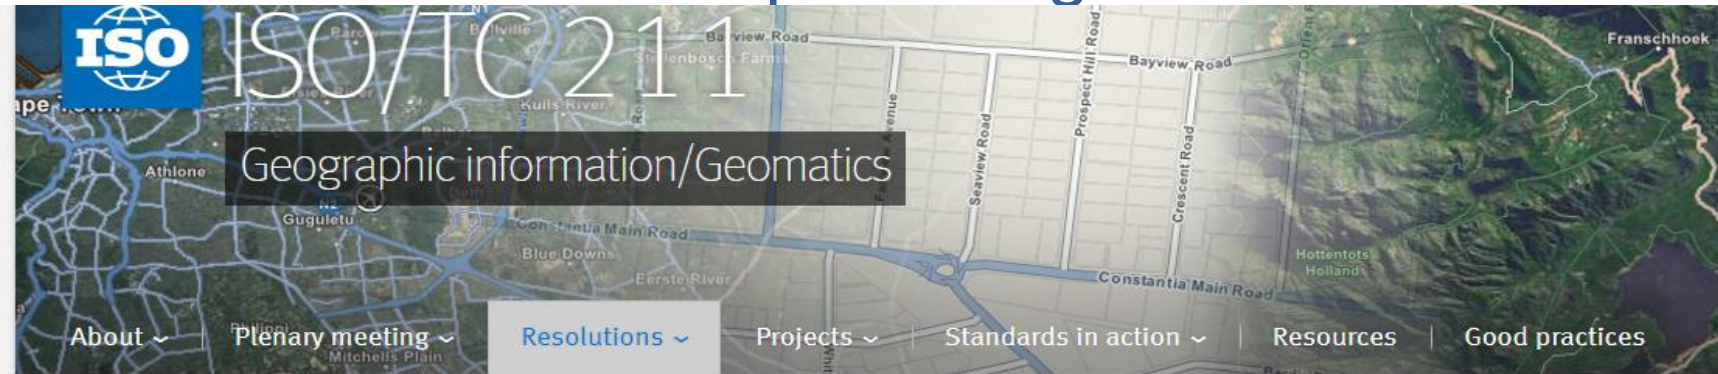 ISO
ISO/TC 211
Geographic information/Geomatics
Bayview Road
Bayview Road
Prospect Hill Road
Franschhoek
Kuils River
Athlone
Seaview Road
Crescent Road
N2
Guguletu
Constantia Main Road
Blue Downs
Eerste River
Hottentots
Holland
Constantia Main Road
About
Plenary meeting
Resolutions
Projects
Standards in action
Resources
Good practices
Mitchells Plain